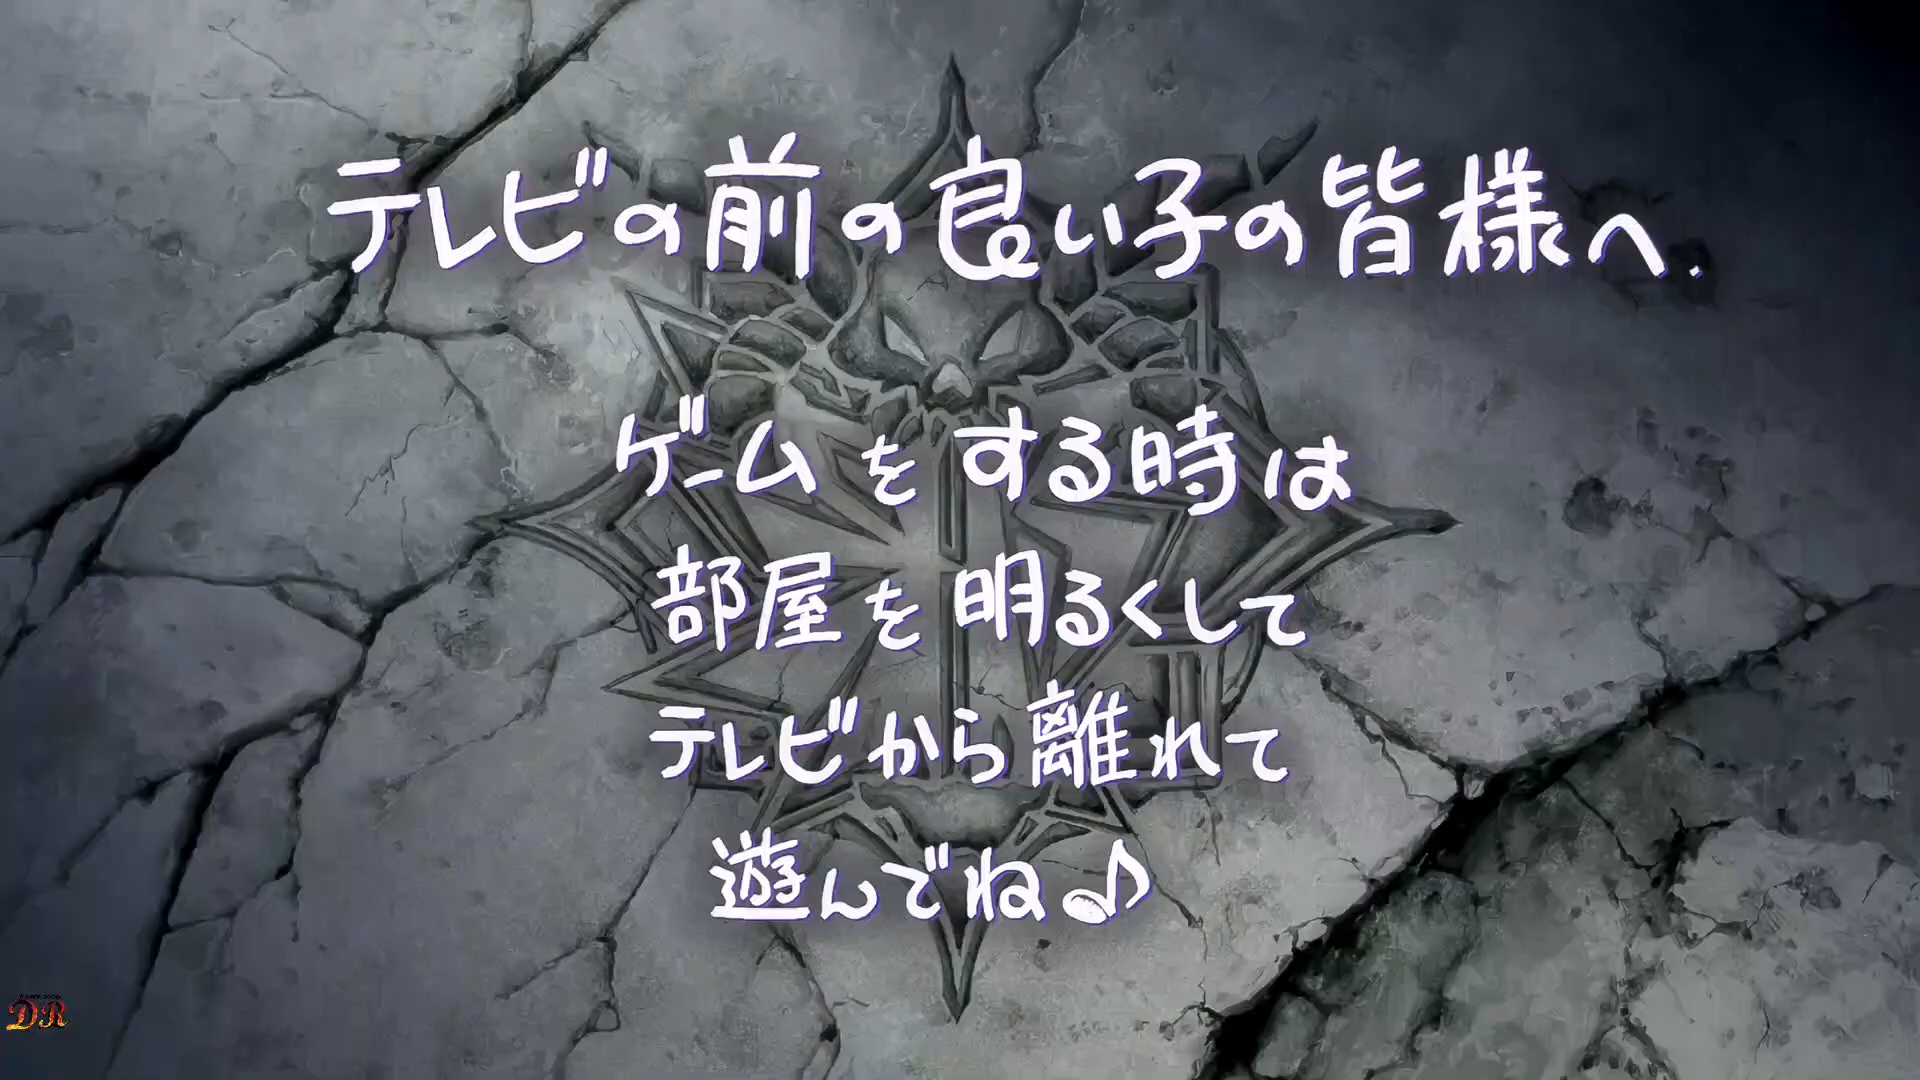 テレビの前の良い子の皆様へ.
ゲームをする時は
部屋を明るくして
テレビから離れて
遊んでね♪
DR